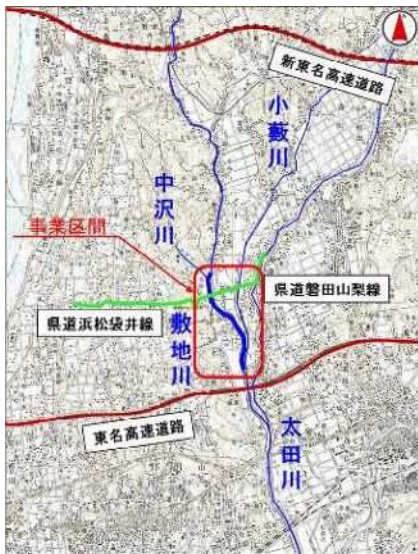 新東名高速道路
小藪川
中沢川
事業区間
県道磐田山梨線
県道浜松袋井線
敷地川
東名高速道路
太田川